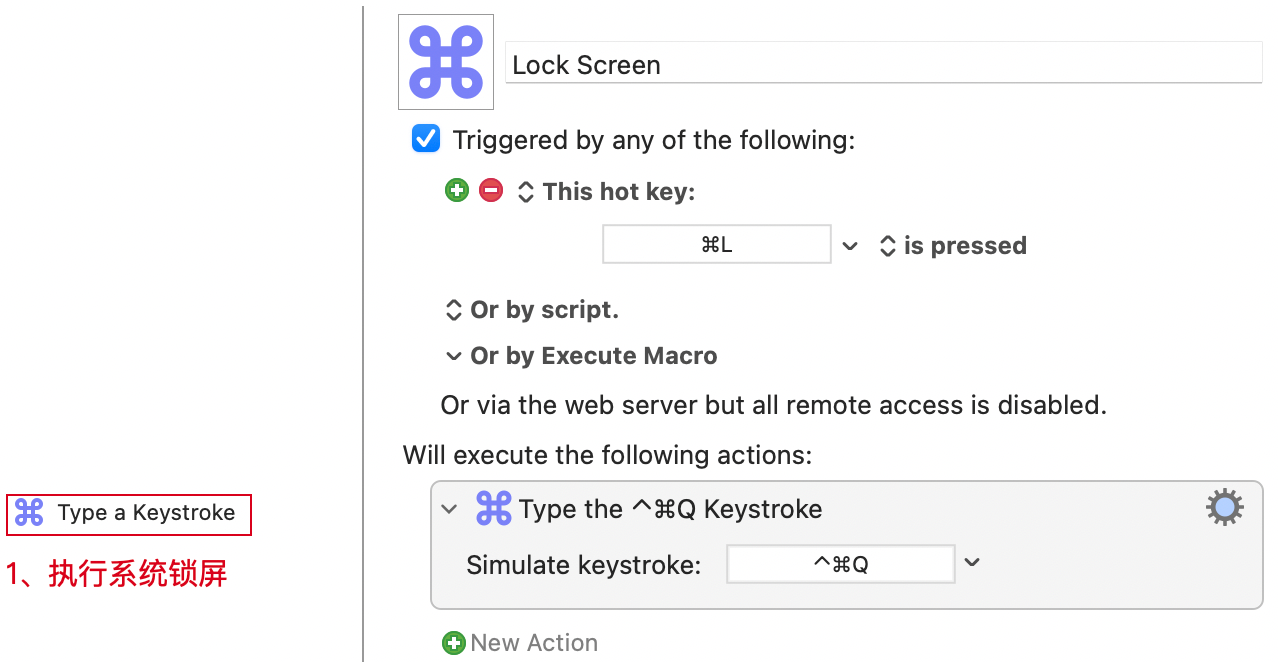 Lock Screen
Triggered by any of the following:
This hot key:
⌘L
is pressed
Or by script.
Or by Execute Macro
Or via the web server but all remote access is disabled.
Will execute the following actions:
Type the ^⌘Q Keystroke
Simulate keystroke: ^⌘Q
New Action
Type a Keystroke
1、执行系统锁屏